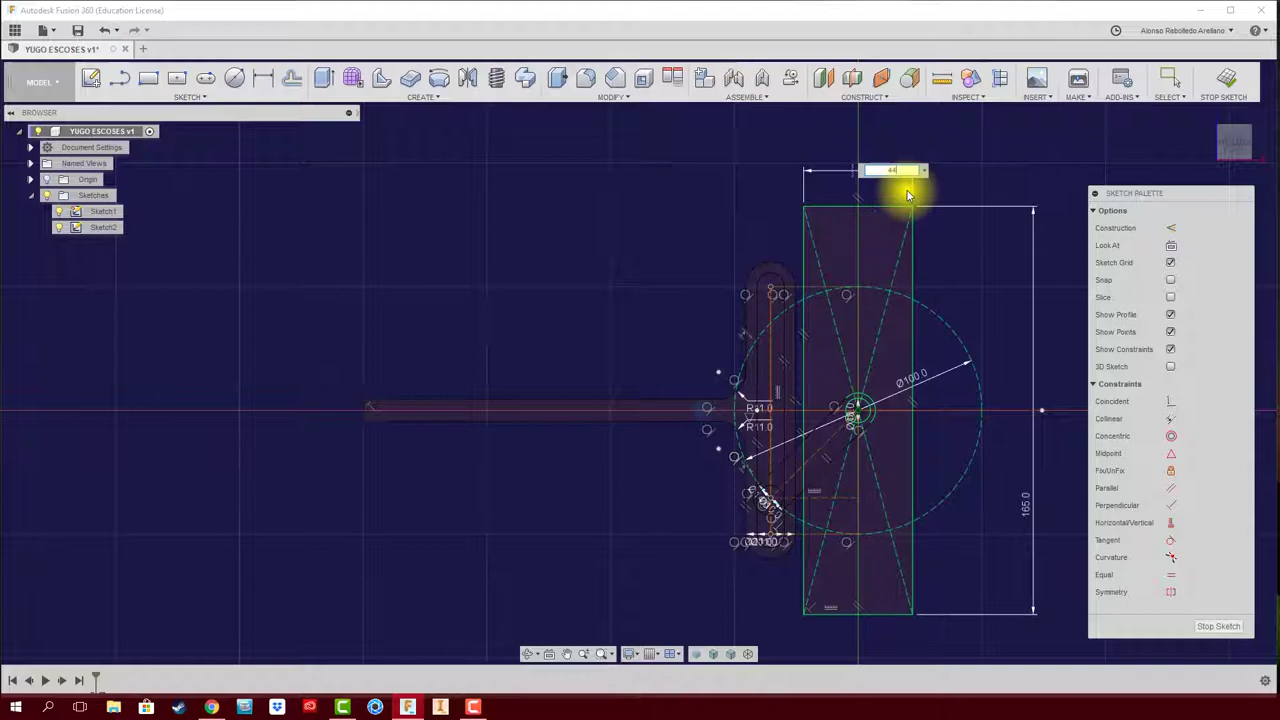 Autodesk Fusion 360 (Education License)
Alonso Rebolledo Arellano
YUGO ESCOSES v1*
MODEL
SKETCH
CREATE
MODIFY
ASSEMBLE
CONSTRUCT
INSPECT
INSERT
MAKE
ADD-INS
SELECT
STOP SKETCH
BROWSER
YUGO ESCOSES v1
Document Settings
Named Views
Origin
Sketches
Sketch1
Sketch2
44
Ø100.0
R11.0
R11.0
165.0
SKETCH PALETTE
Options
Construction
Look At
Sketch Grid
Snap
Slice
Show Profile
Show Points
Show Constraints
3D Sketch
Constraints
Coincident
Collinear
Concentric
Midpoint
Fix/UnFix
Parallel
Perpendicular
Horizontal/Vertical
Tangent
Curvature
Equal
Symmetry
Stop Sketch